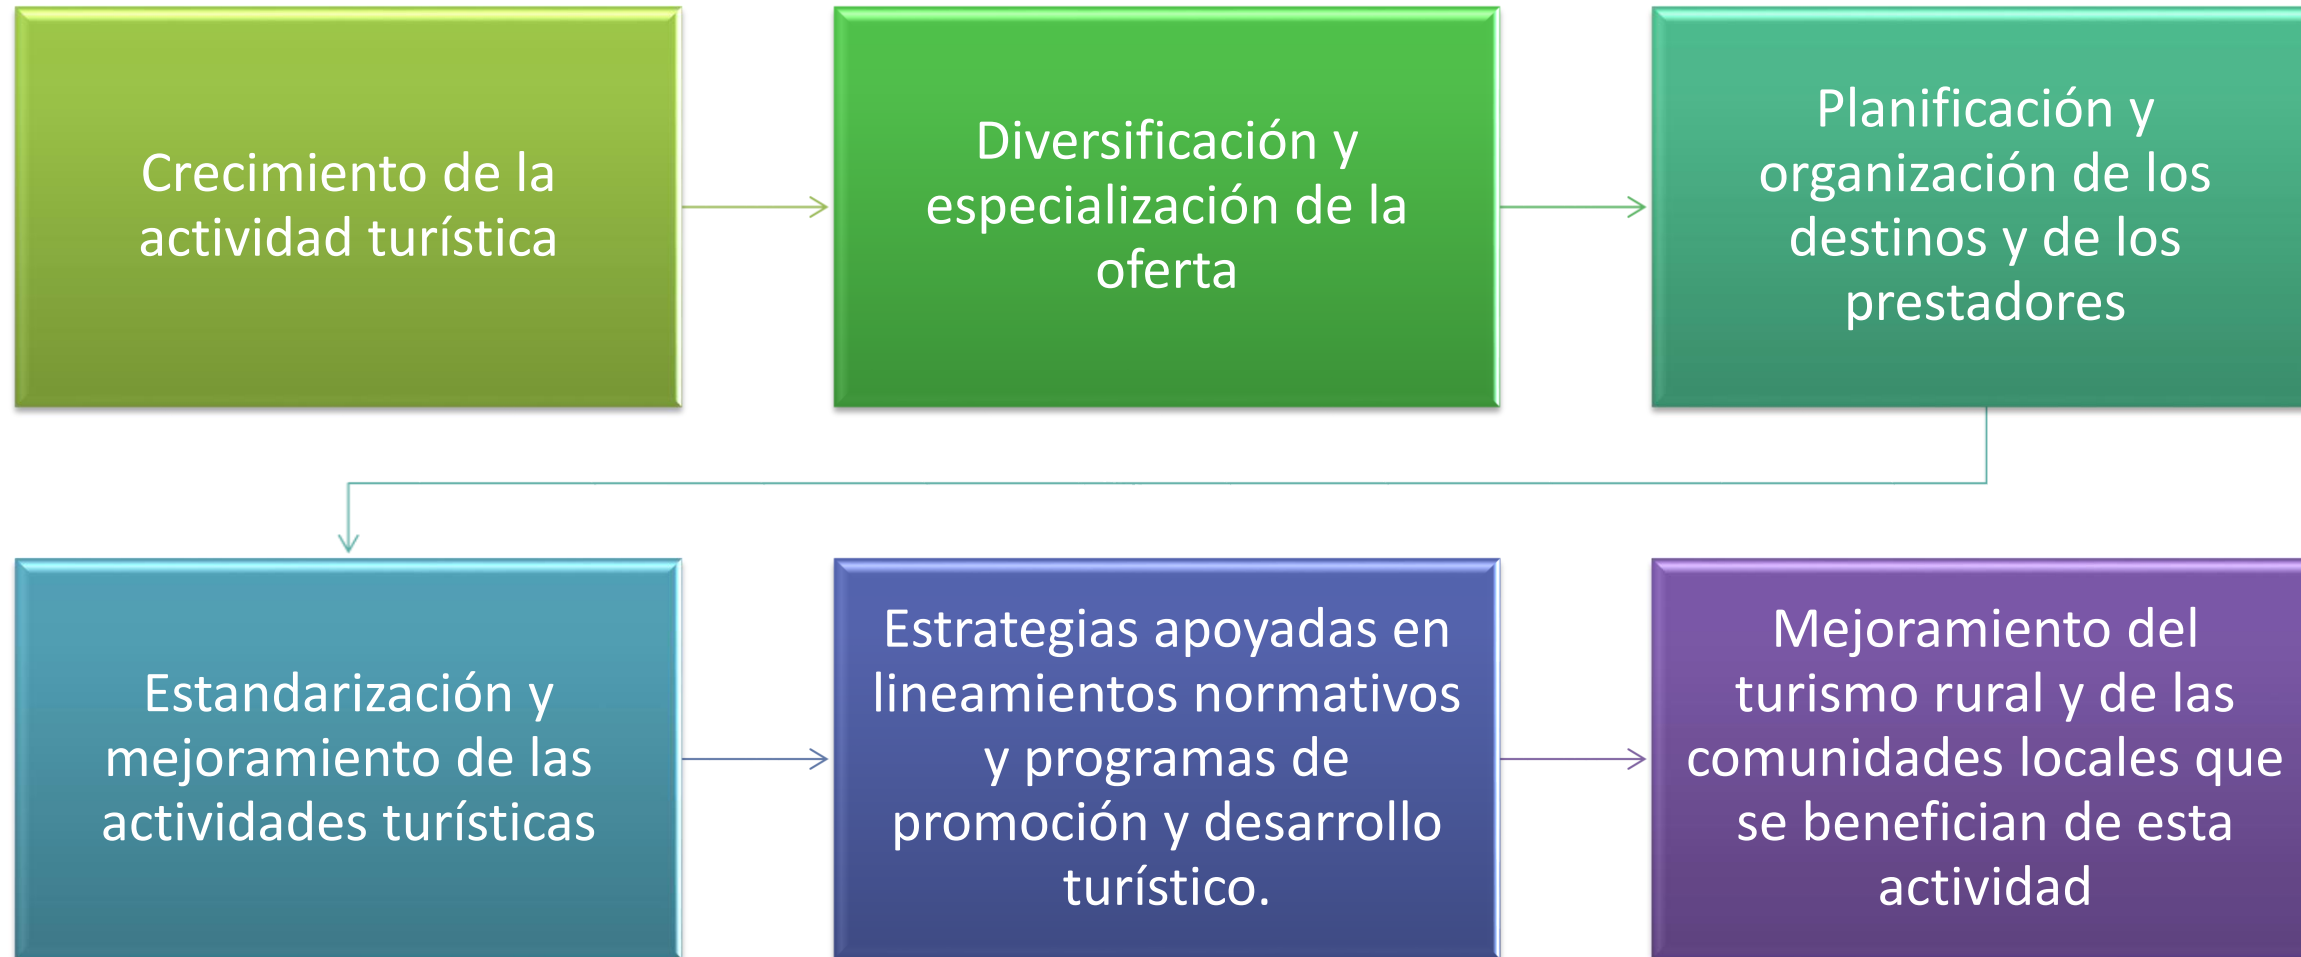 Crecimiento de la
actividad turística
Diversificación y
especialización de la
oferta
Planificación y
organización de los
destinos y de los
prestadores
Estandarización y
mejoramiento de las
actividades turísticas
Estrategias apoyadas en
lineamientos normativos
y programas de
promoción y desarrollo
turístico.
Mejoramiento del
turismo rural y de las
comunidades locales que
se benefician de esta
actividad